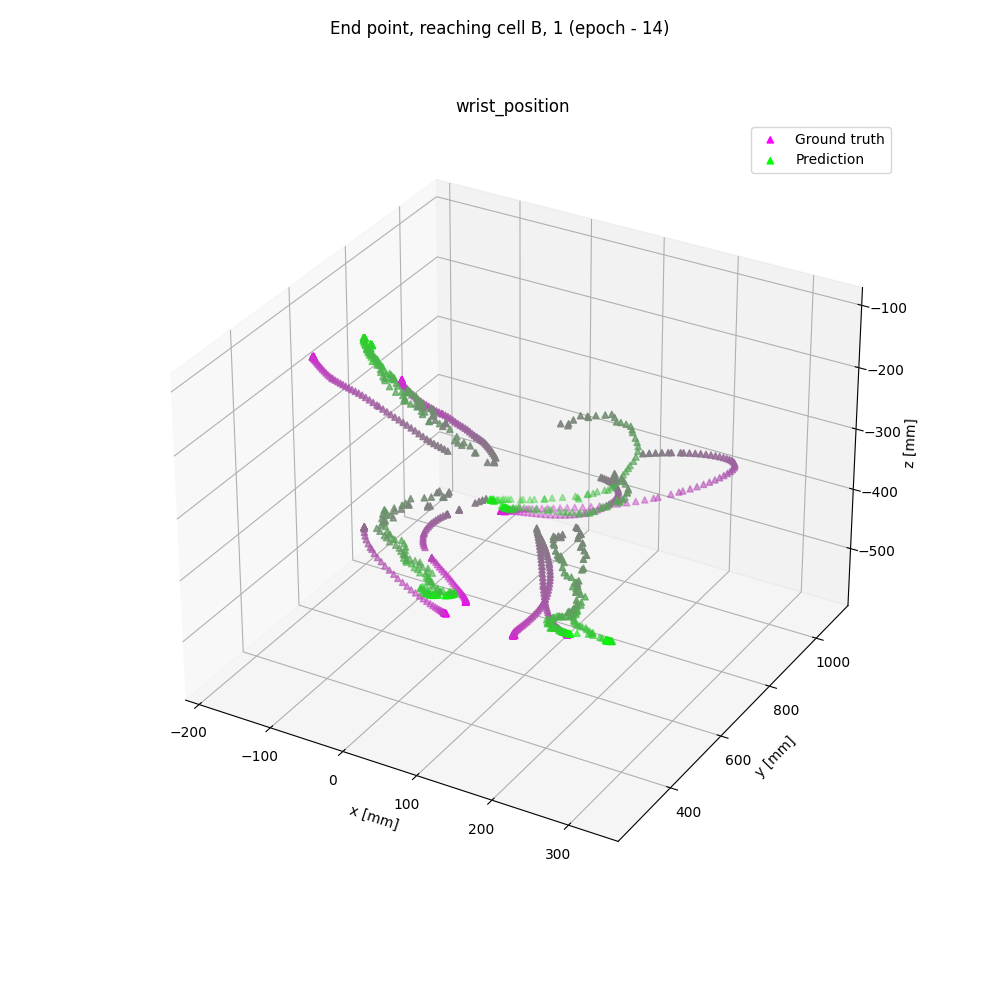 End point, reaching cell B, 1 (epoch - 14)
wrist_position
Ground truth
Prediction
−100
−200
−300
−400
−500
z [mm]
1000
800
600
400
y [mm]
−200
−100
0
100
200
300
x [mm]